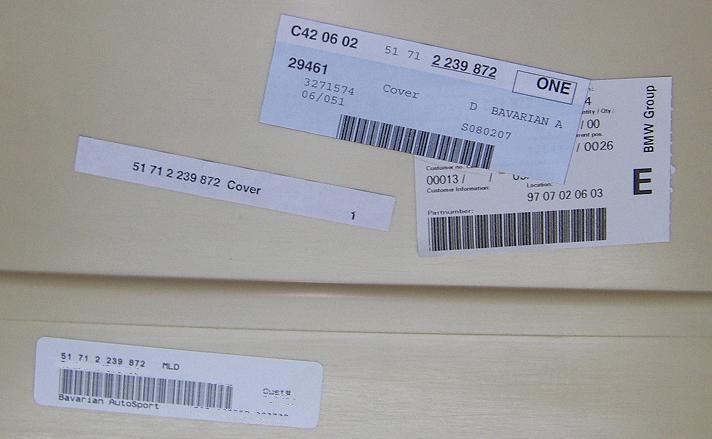 C42 06 02
51 71 2 239 872
ONE
29461
3271574
Cover
D BAVARIAN A
06/051
S080207
4
/ 00
/ 0026
BMW Group
E
00013 /
Customer Information:
Location:
97 07 02 06 03
Partnumber:
51 71 2 239 872 Cover
1
51 71 2 239 872 MLD
Cust#
Bavarian AutoSport